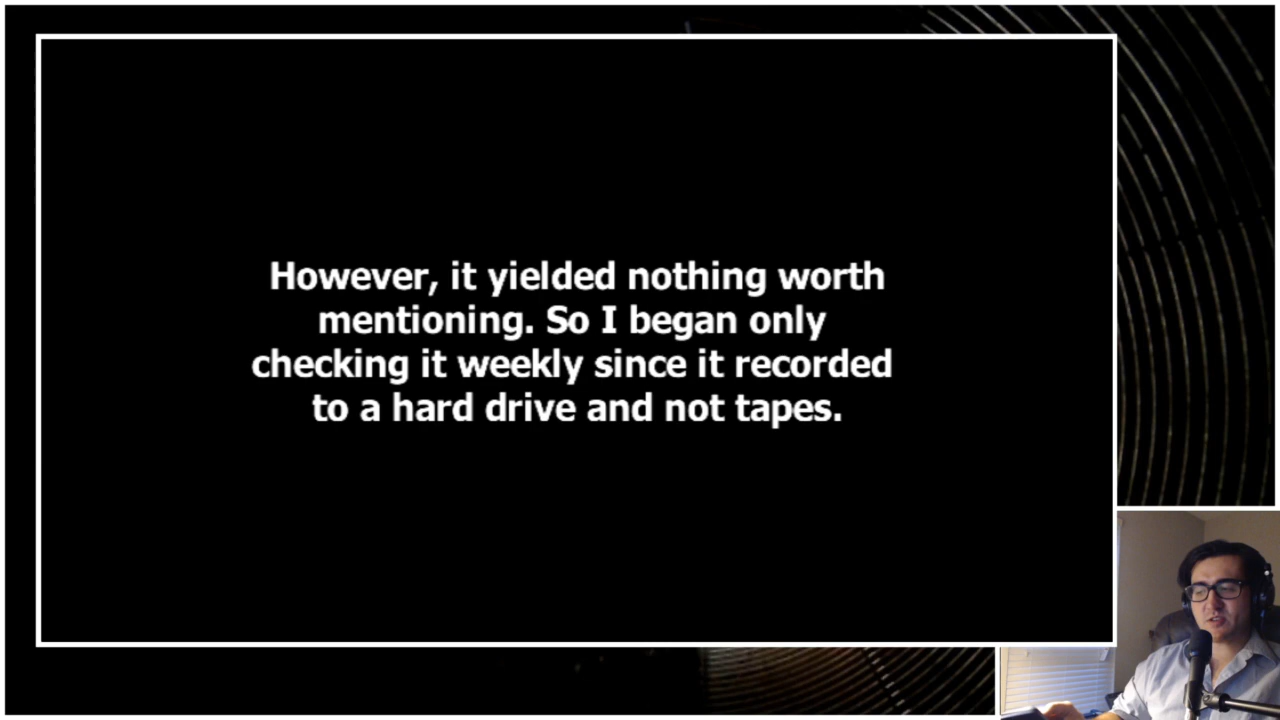 However, it yielded nothing worth
mentioning. So I began only
checking it weekly since it recorded
to a hard drive and not tapes.